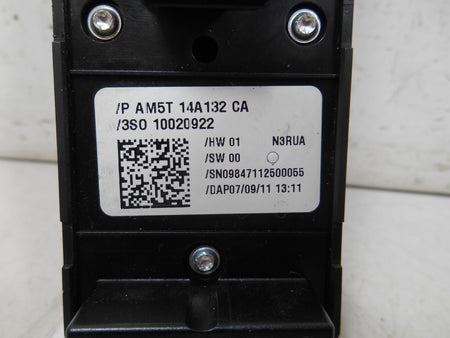 /P AM5T 14A132 CA
/3S0 10020922
/HW 01 N3RUA
/SW 00
/SN09847112500055
/DAP07/09/11 13:11